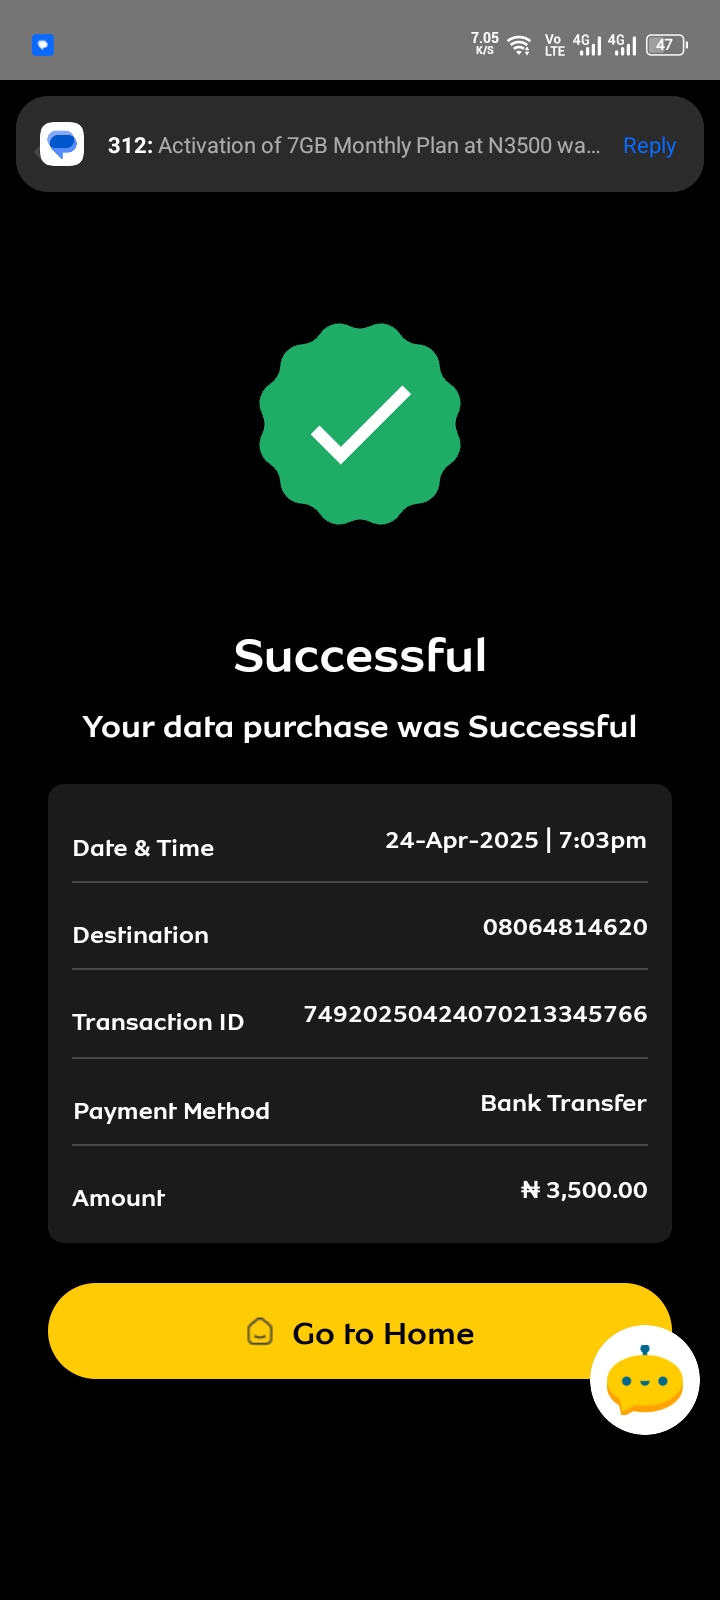 7.05
K/S
Vo
LTE
4G
4G
47
312: Activation of 7GB Monthly Plan at N3500 wa...
Reply
Successful
Your data purchase was Successful
Date & Time
24-Apr-2025 | 7:03pm
Destination
08064814620
Transaction ID
74920250424070213345766
Payment Method
Bank Transfer
Amount
₦ 3,500.00
Go to Home